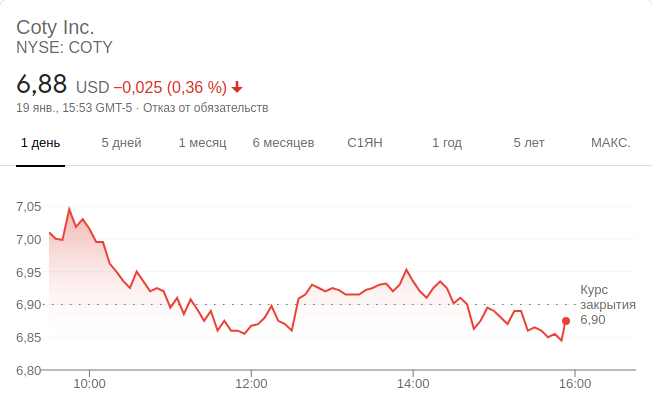 Coty Inc.
NYSE: COTY
6,88 USD −0,025 (0,36 %)
19 янв., 15:53 GMT-5 · Отказ от обязательств
1 день 5 дней 1 месяц 6 месяцев С1ЯН 1 год 5 лет МАКС.
7,05
7,00
6,95
6,90
6,85
6,80
Курс
закрытия
6,90
10:00 12:00 14:00 16:00